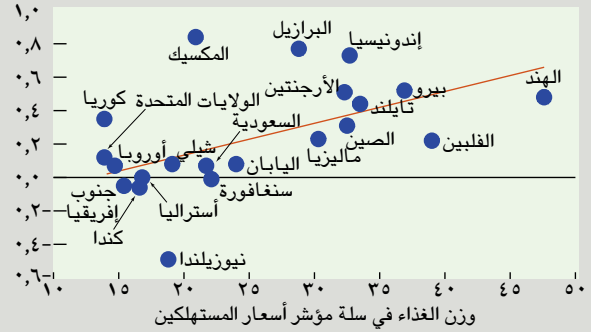 ١,٠
٠,٨
٠,٦
٠,٤
٠,٢
٠,٠
٠,٢-
٠,٤-
٠,٦-
البرازيل
إندونيسيا
المكسيك
الهند
الأرجنتين
بيرو
كوريا
الولايات المتحدة
تايلند
السعودية
الصين
الفلبين
أوروبا
شيلي
ماليزيا
اليابان
جنوب
إفريقيا
سنغافورة
أستراليا
كندا
نيوزيلندا
١٠ ١٥ ٢٠ ٢٥ ٣٠ ٣٥ ٤٠ ٤٥ ٥٠
وزن الغذاء في سلة مؤشر أسعار المستهلكين